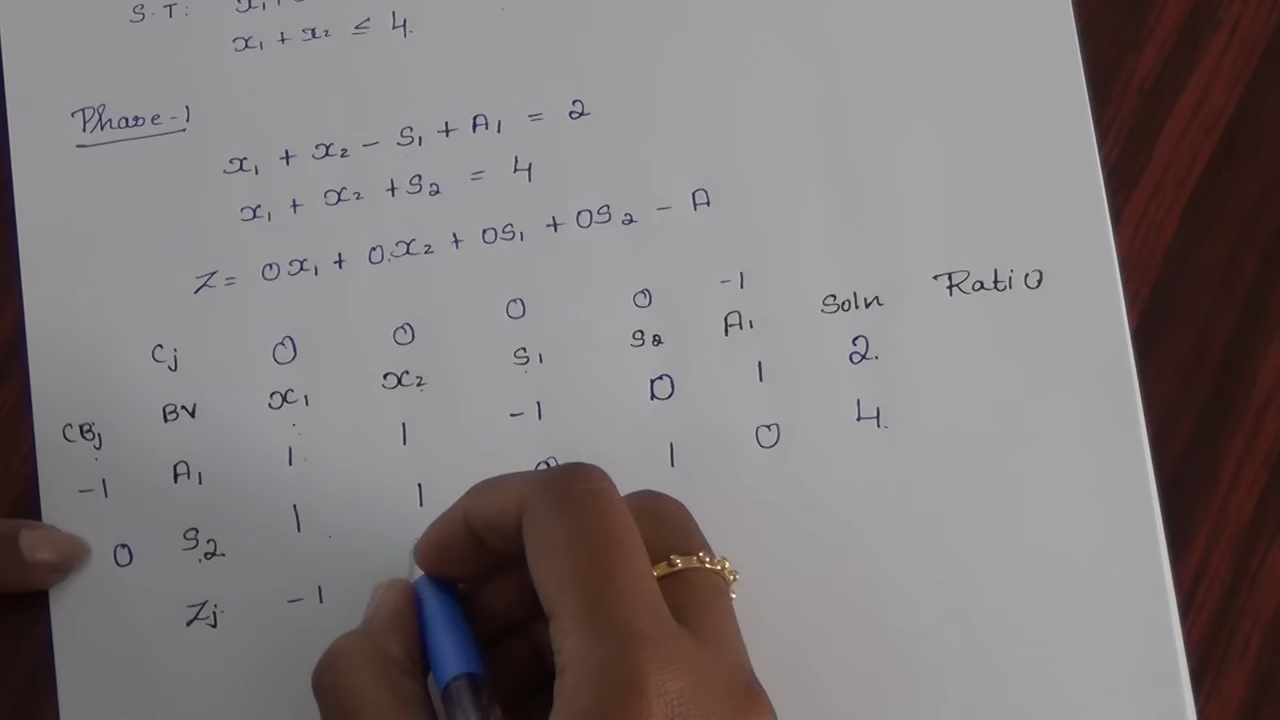 S.T: x₁
x₁ + x₂ ≤ 4.
Phase-1
x₁ + x₂ - S₁ + A₁ = 2
x₁ + x₂ + S₂ = 4
Z = 0x₁ + 0.x₂ + 0S₁ + 0S₂ - A
Cj 0 0 0 0 -1
CBj BV x₁ x₂ S₁ S₂ A₁ Soln Ratio
-1 A₁ 1 1 -1 0 1 2.
0 S₂ 1 1 0 1 0 4.
Zj -1